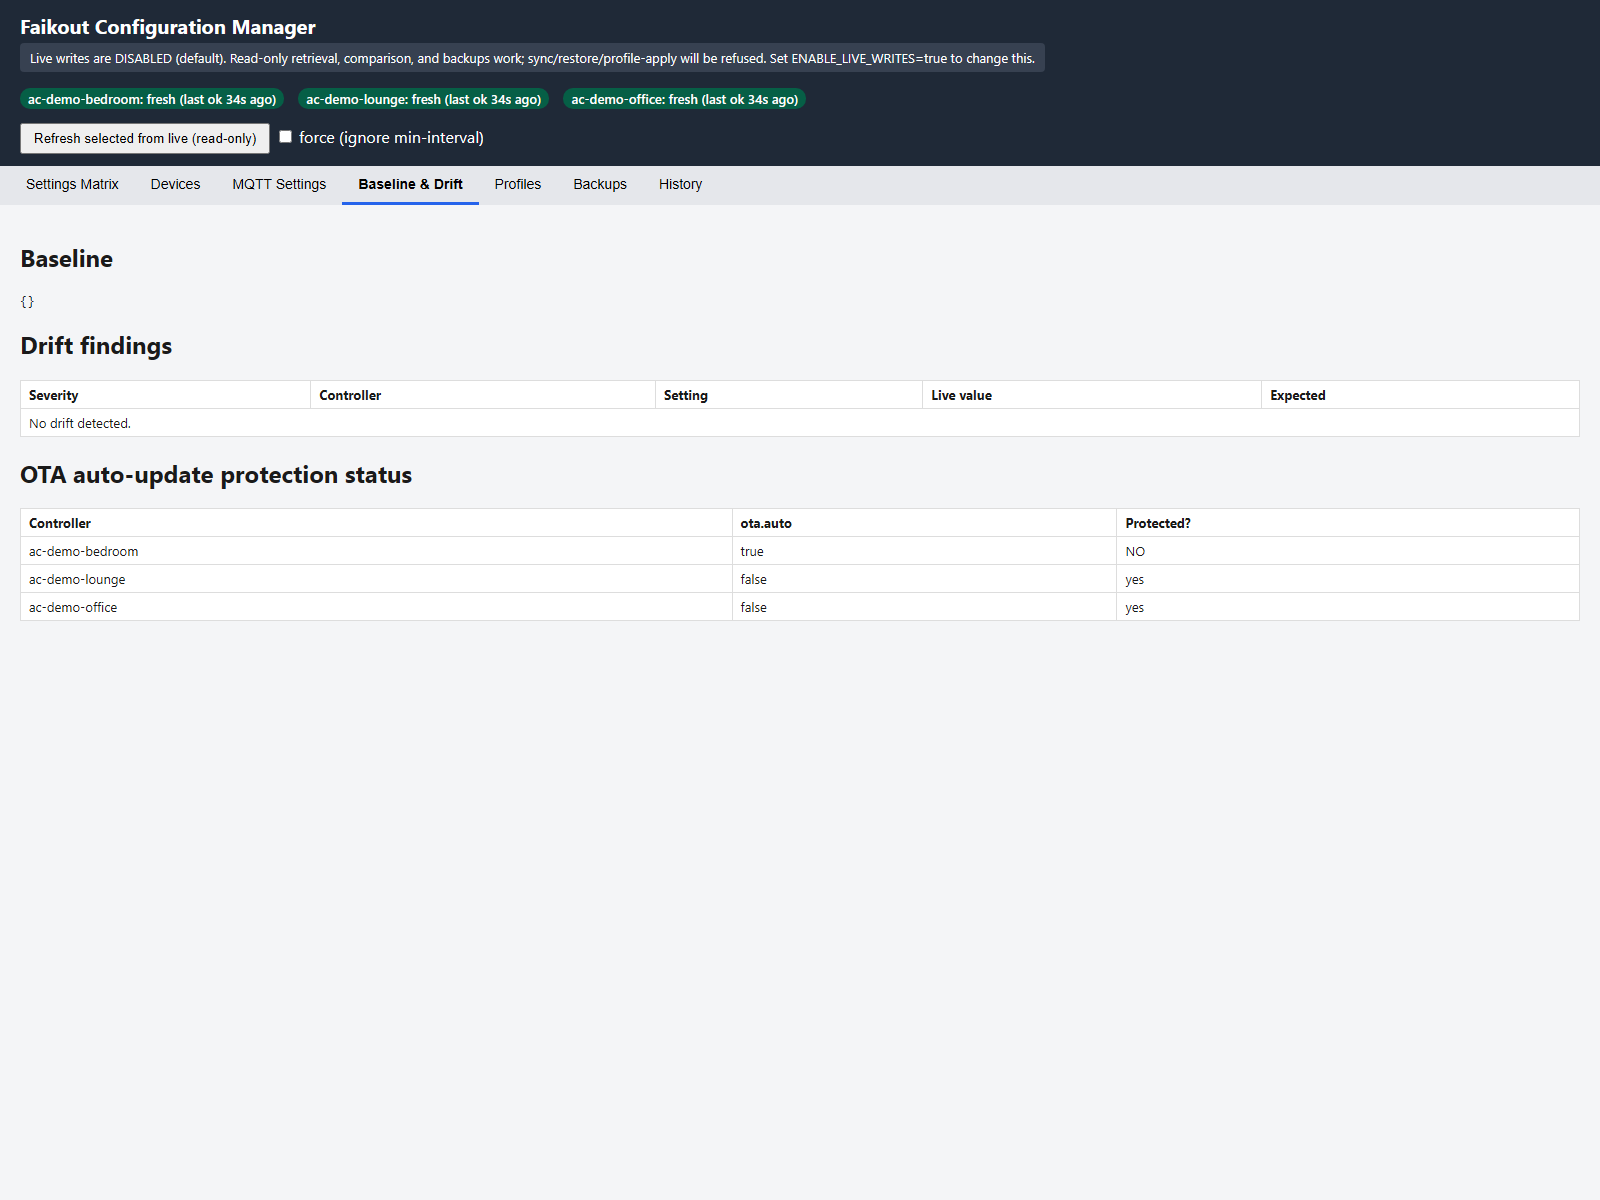 Faikout Configuration Manager
Live writes are DISABLED (default). Read-only retrieval, comparison, and backups work; sync/restore/profile-apply will be refused. Set ENABLE_LIVE_WRITES=true to change this.
ac-demo-bedroom: fresh (last ok 34s ago) ac-demo-lounge: fresh (last ok 34s ago) ac-demo-office: fresh (last ok 34s ago)
Refresh selected from live (read-only) force (ignore min-interval)
Settings Matrix Devices MQTT Settings Baseline & Drift Profiles Backups History
Baseline
{}
Drift findings
Severity Controller Setting Live value Expected
No drift detected.
OTA auto-update protection status
Controller ota.auto Protected?
ac-demo-bedroom true NO
ac-demo-lounge false yes
ac-demo-office false yes